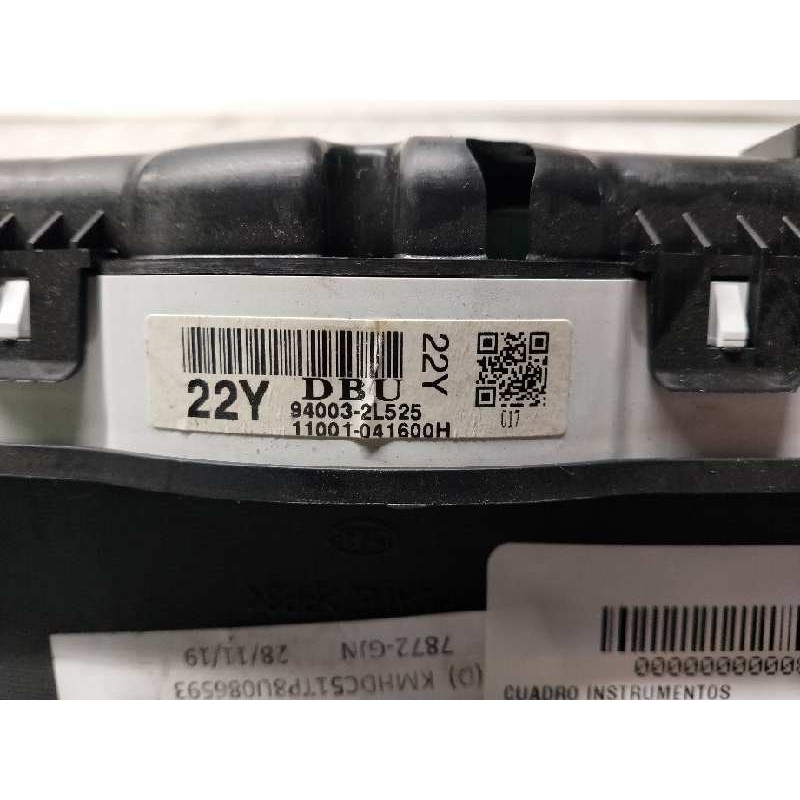 22Y
DBU
22Y
94003-2L525
11001-041600H
C17
7872-GJN 28/11/19
(D) KMHDC51TP8U086593
CUADRO INSTRUMENTOS